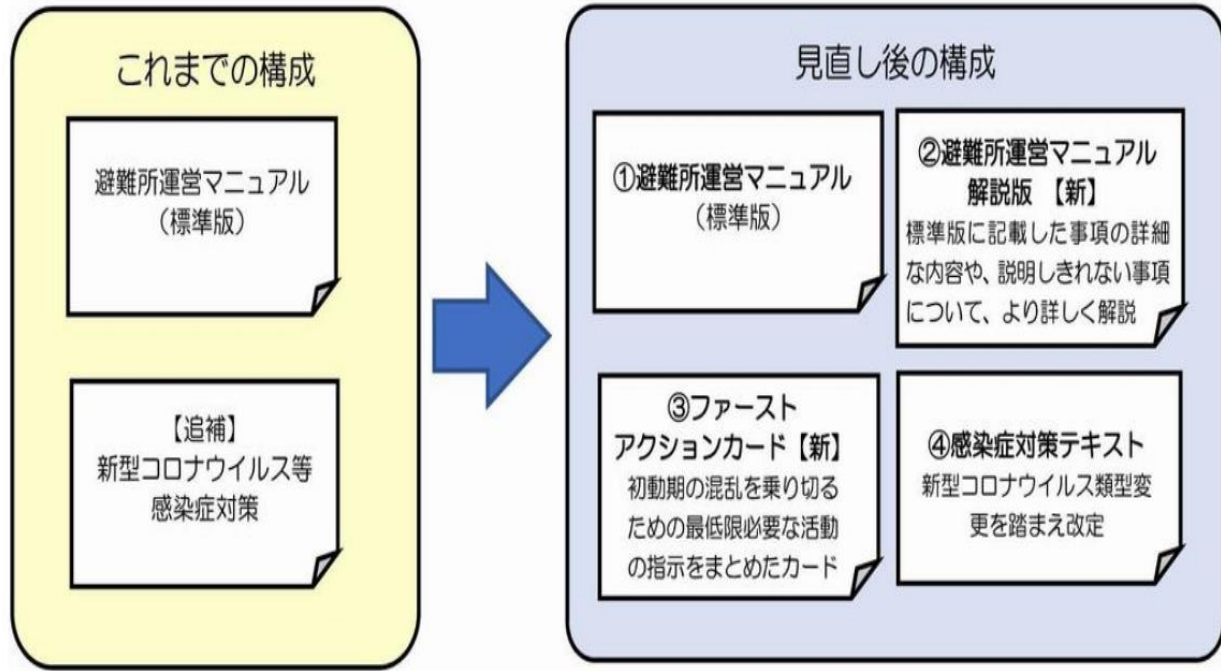 これまでの構成
避難所運営マニュアル
（標準版）
【追補】
新型コロナウイルス等
感染症対策
見直し後の構成
①避難所運営マニュアル
（標準版）
②避難所運営マニュアル
解説版 【新】
標準版に記載した事項の詳細
な内容や、説明しきれない事項
について、より詳しく解説
③ファースト
アクションカード【新】
初動期の混乱を乗り切る
ための最低限必要な活動
の指示をまとめたカード
④感染症対策テキスト
新型コロナウイルス類型変
更を踏まえ改定